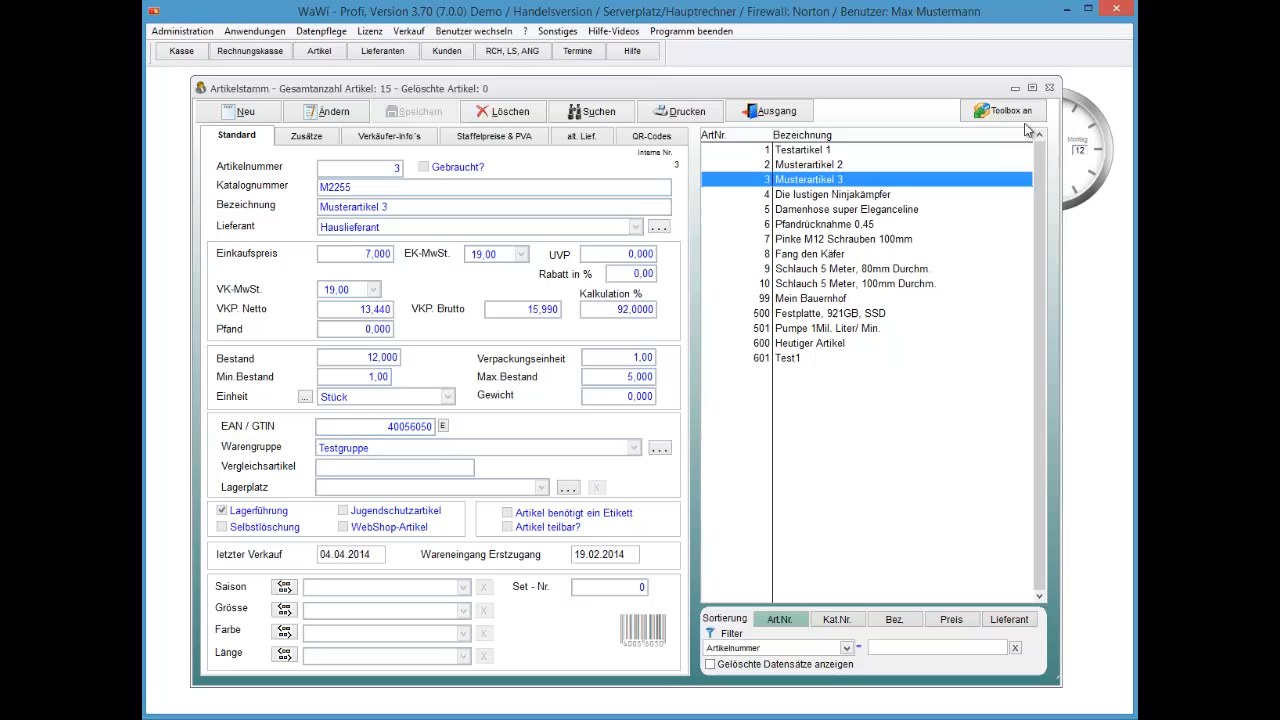 WaWi - Profi, Version 3.70 (7.0.0) Demo / Handelsversion / Serverplatz/Hauptrechner / Firewall: Norton / Benutzer: Max Mustermann
Administration Anwendungen Datenpflege Lizenz Verkauf Benutzer wechseln ? Sonstiges Hilfe-Videos Programm beenden
Kasse Rechnungskasse Artikel Lieferanten Kunden RCH, LS, ANG Termine Hilfe
Artikelstamm - Gesamtanzahl Artikel: 15 - Gelöschte Artikel: 0
Neu Ändern Speichern Löschen Suchen Drucken Ausgang Toolbox an
Standard Zusätze Verkäufer-Info´s Staffelpreise & PVA alt. Lief. QR-Codes
Interne Nr.
3
Artikelnummer 3 Gebraucht?
Katalognummer M2255
Bezeichnung Musterartikel 3
Lieferant Hauslieferant ...
Einkaufspreis 7,000 EK-MwSt. 19,00 UVP 0,000
Rabatt in % 0,00
VK-MwSt. 19,00 Kalkulation %
VKP. Netto 13,440 VKP. Brutto 15,990 92,0000
Pfand 0,000
Bestand 12,000 Verpackungseinheit 1,00
Min.Bestand 1,00 Max.Bestand 5,000
Einheit ... Stück Gewicht 0,000
EAN / GTIN 40056050 E
Warengruppe Testgruppe ...
Vergleichsartikel
Lagerplatz ... X
Lagerführung Jugendschutzartikel Artikel benötigt ein Etikett
Selbstlöschung WebShop-Artikel Artikel teilbar?
letzter Verkauf 04.04.2014 Wareneingang Erstzugang 19.02.2014
Saison X Set - Nr. 0
Grösse X
Farbe X
Länge X
40056050
ArtNr. Bezeichnung
1 Testartikel 1
2 Musterartikel 2
3 Musterartikel 3
4 Die lustigen Ninjakämpfer
5 Damenhose super Eleganceline
6 Pfandrücknahme 0,45
7 Pinke M12 Schrauben 100mm
8 Fang den Käfer
9 Schlauch 5 Meter, 80mm Durchm.
10 Schlauch 5 Meter, 100mm Durchm.
99 Mein Bauernhof
500 Festplatte, 921GB, SSD
501 Pumpe 1Mil. Liter/ Min.
600 Heutiger Artikel
601 Test1
Sortierung Art.Nr. Kat.Nr. Bez. Preis Lieferant
Filter
Artikelnummer = X
Gelöschte Datensätze anzeigen
Montag
12